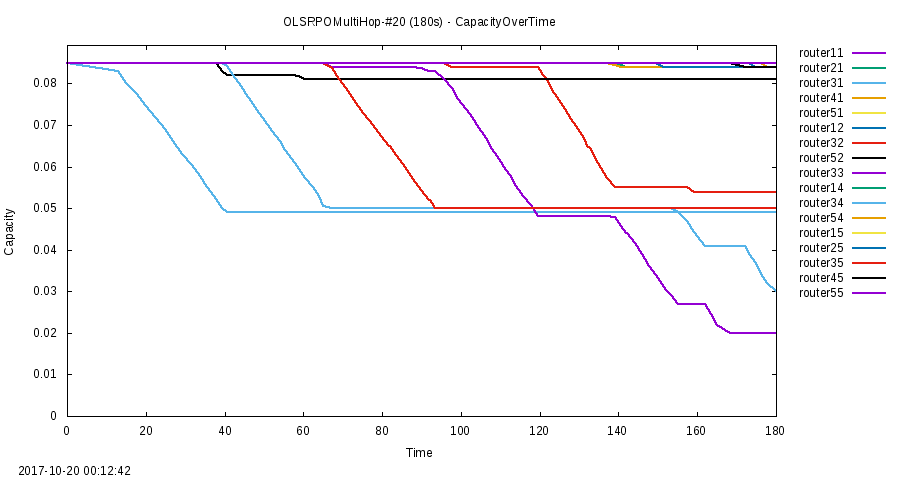 OLSRPOMultiHop-#20 (180s) - CapacityOverTime
0.08
0.07
0.06
0.05
0.04
0.03
0.02
0.01
0
Capacity
0 20 40 60 80 100 120 140 160 180
Time
router11
router21
router31
router41
router51
router12
router32
router52
router33
router14
router34
router54
router15
router25
router35
router45
router55
2017-10-20 00:12:42